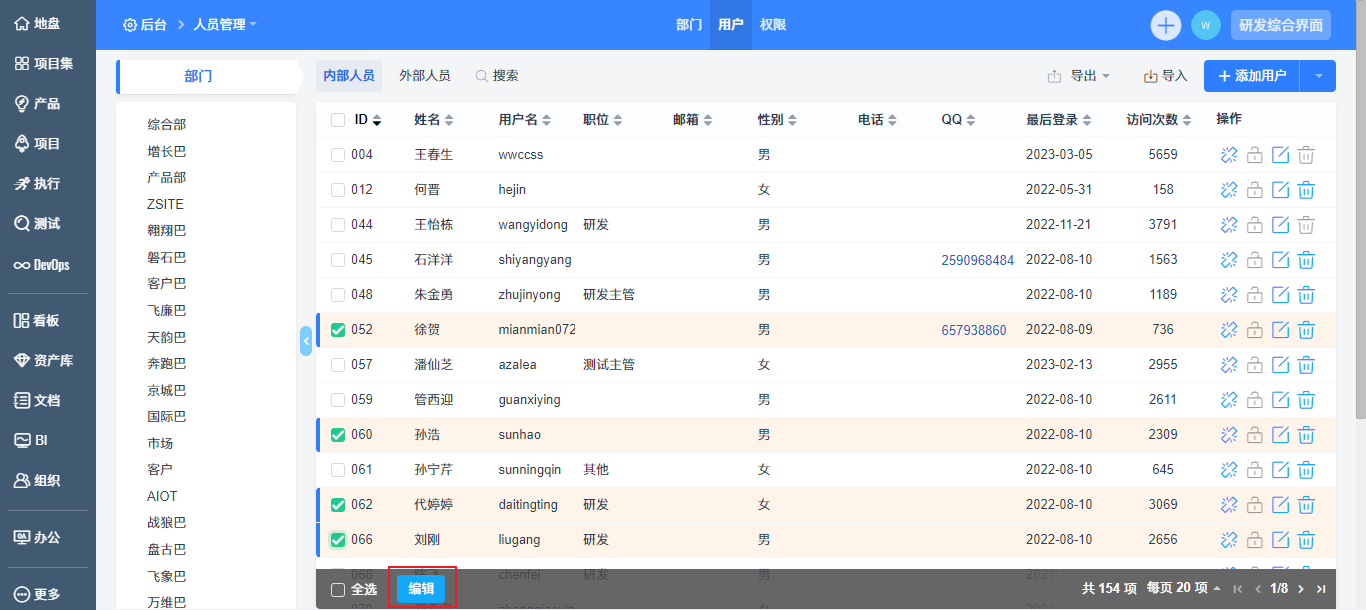 地盘
项目集
产品
项目
执行
测试
DevOps
看板
资产库
文档
BI
组织
办公
更多
后台 人员管理
部门 用户 权限
W 研发综合界面
部门
综合部
增长巴
产品部
ZSITE
翱翔巴
磐石巴
客户巴
飞廉巴
天韵巴
奔跑巴
京城巴
国际巴
市场
客户
AIOT
战狼巴
盘古巴
飞象巴
万维巴
内部人员 外部人员 搜索 导出 导入 添加用户
ID 姓名 用户名 职位 邮箱 性别 电话 QQ 最后登录 访问次数 操作
004 王春生 wwccss 男 2023-03-05 5659
012 何晋 hejin 女 2022-05-31 158
044 王怡栋 wangyidong 研发 男 2022-11-21 3791
045 石洋洋 shiyangyang 男 2590968484 2022-08-10 1563
048 朱金勇 zhujinyong 研发主管 男 2022-08-10 1189
052 徐贺 mianmian072 男 657938860 2022-08-09 736
057 潘仙芝 azalea 测试主管 女 2023-02-13 2955
059 管西迎 guanxiying 男 2022-08-10 2611
060 孙浩 sunhao 男 2022-08-10 2309
061 孙宁芹 sunningqin 其他 女 2022-08-10 645
062 代婷婷 daitingting 研发 女 2022-08-10 3069
066 刘刚 liugang 研发 男 2022-08-10 2656
068 chenfei 研发 男 2021-
全选 编辑 共 154 项 每页 20 项 1/8